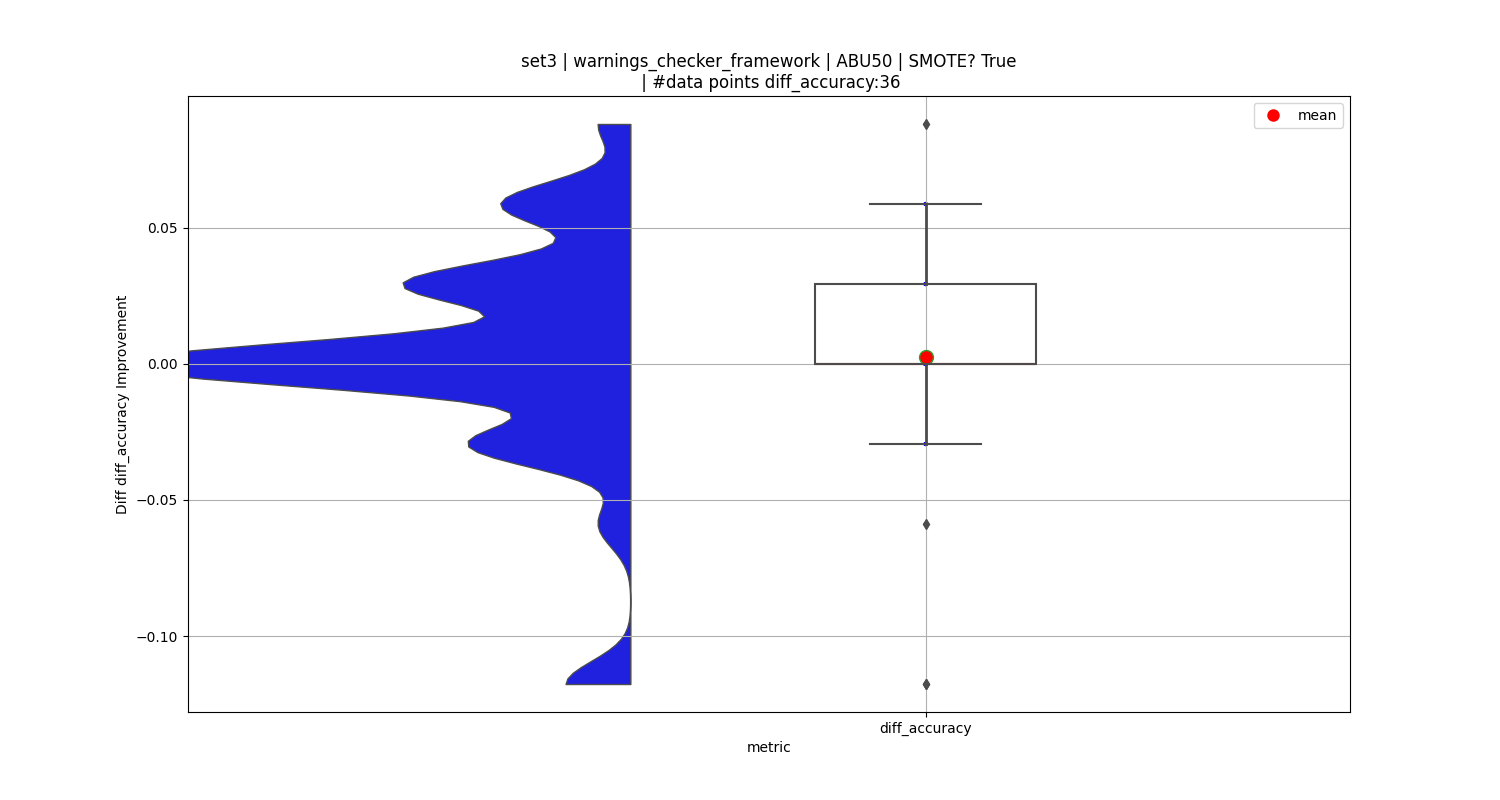 set3 | warnings_checker_framework | ABU50 | SMOTE? True
| #data points diff_accuracy:36
mean
Diff diff_accuracy Improvement
0.05
0.00
−0.05
−0.10
diff_accuracy
metric